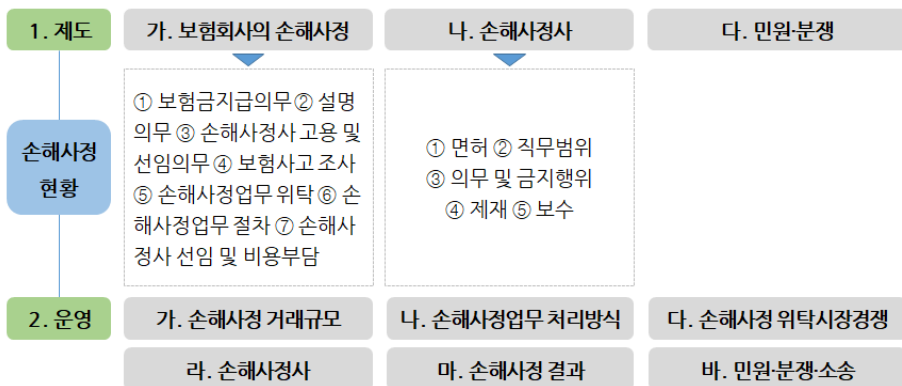 1. 제도
가. 보험회사의 손해사정
나. 손해사정사
다. 민원·분쟁
① 보험금지급의무 ② 설명
의무 ③ 손해사정사 고용 및
선임의무 ④ 보험사고 조사
⑤ 손해사정업무 위탁 ⑥ 손
해사정업무 절차 ⑦ 손해사
정사 선임 및 비용부담
① 면허 ② 직무범위
③ 의무 및 금지행위
④ 제재 ⑤ 보수
손해사정
현황
2. 운영
가. 손해사정 거래규모
나. 손해사정업무 처리방식
다. 손해사정 위탁시장경쟁
라. 손해사정사
마. 손해사정 결과
바. 민원·분쟁·소송